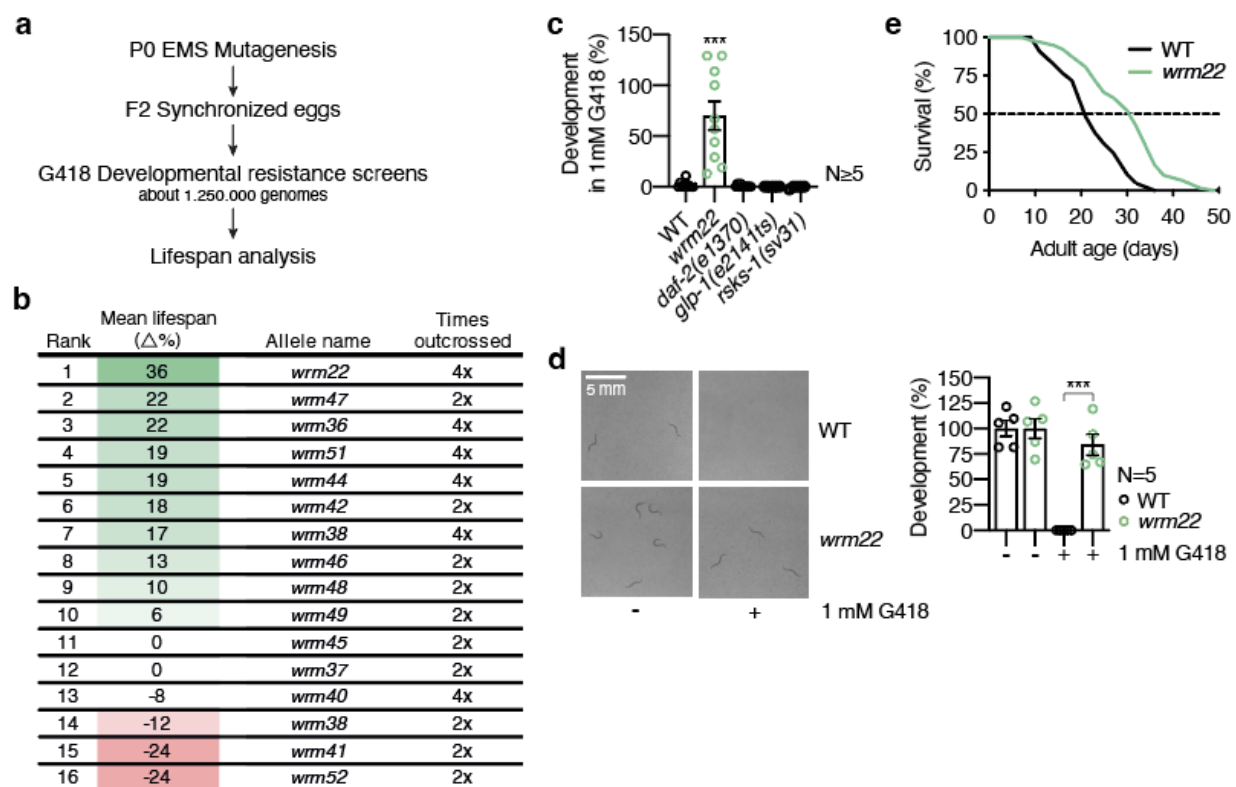 a
P0 EMS Mutagenesis
F2 Synchronized eggs
G418 Developmental resistance screens
about 1.250.000 genomes
Lifespan analysis
b
Rank Mean lifespan (△%) Allele name Times outcrossed
1 36 wrm22 4x
2 22 wrm47 2x
3 22 wrm36 4x
4 19 wrm51 4x
5 19 wrm44 4x
6 18 wrm42 2x
7 17 wrm38 4x
8 13 wrm46 2x
9 10 wrm48 2x
10 6 wrm49 2x
11 0 wrm45 2x
12 0 wrm37 2x
13 -8 wrm40 4x
14 -12 wrm38 2x
15 -24 wrm41 2x
16 -24 wrm52 2x
c
Development
in 1mM G418 (%)
150
100
50
0
***
N≥5
WT
wrm22
daf-2(e1370)
glp-1(e2141ts)
rsks-1(sv31)
d
5 mm
WT
wrm22
- + 1 mM G418
Development (%)
150
125
100
75
50
25
0
***
N=5
WT
wrm22
- - + + 1 mM G418
e
Survival (%)
100
75
50
25
0
WT
wrm22
0 10 20 30 40 50
Adult age (days)